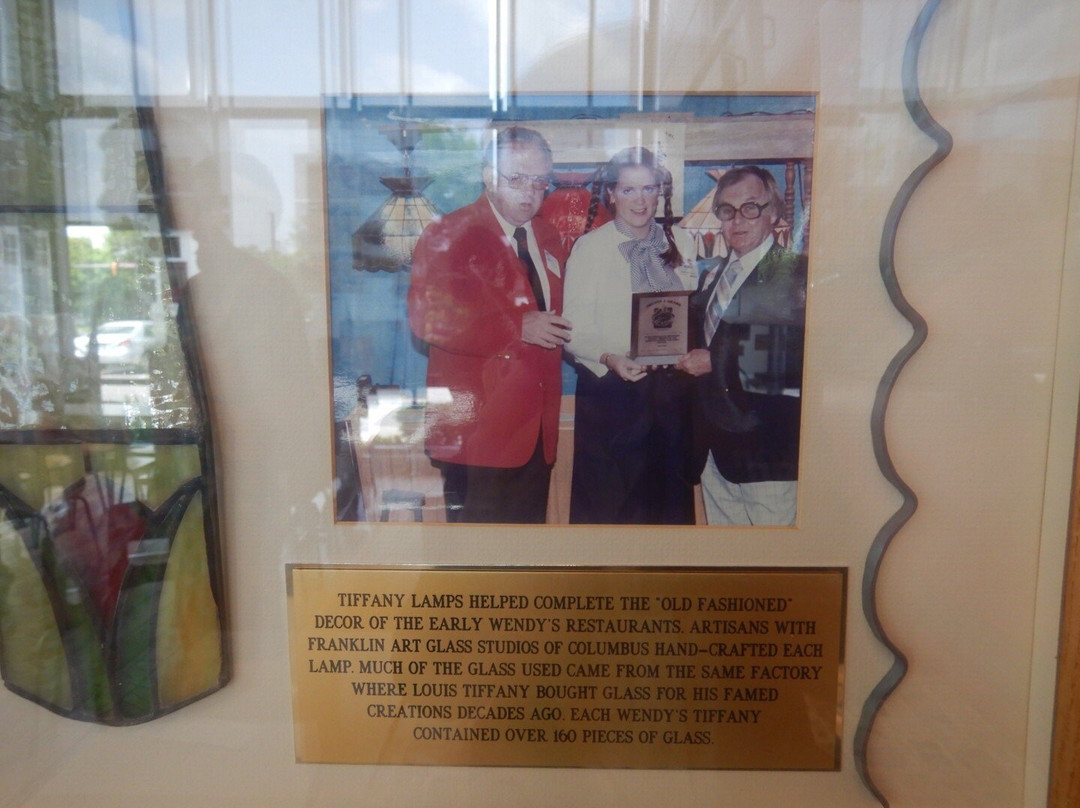 TIFFANY LAMPS HELPED COMPLETE THE "OLD FASHIONED"
DECOR OF THE EARLY WENDY'S RESTAURANTS. ARTISANS WITH
FRANKLIN ART GLASS STUDIOS OF COLUMBUS HAND-CRAFTED EACH
LAMP. MUCH OF THE GLASS USED CAME FROM THE SAME FACTORY
WHERE LOUIS TIFFANY BOUGHT GLASS FOR HIS FAMED
CREATIONS DECADES AGO. EACH WENDY'S TIFFANY
CONTAINED OVER 160 PIECES OF GLASS.